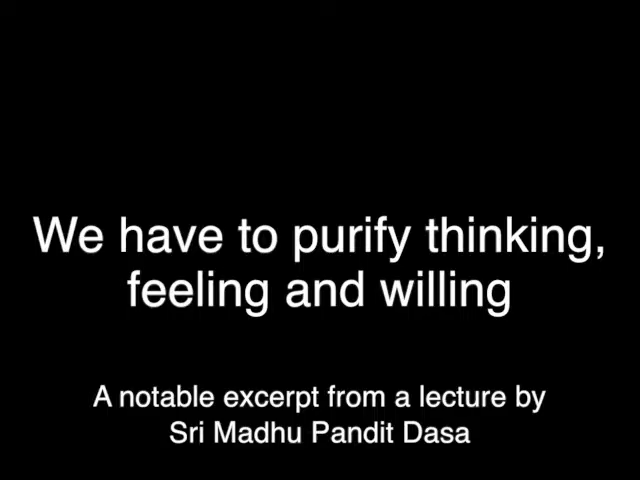 We have to purify thinking,
feeling and willing
A notable excerpt from a lecture by
Sri Madhu Pandit Dasa